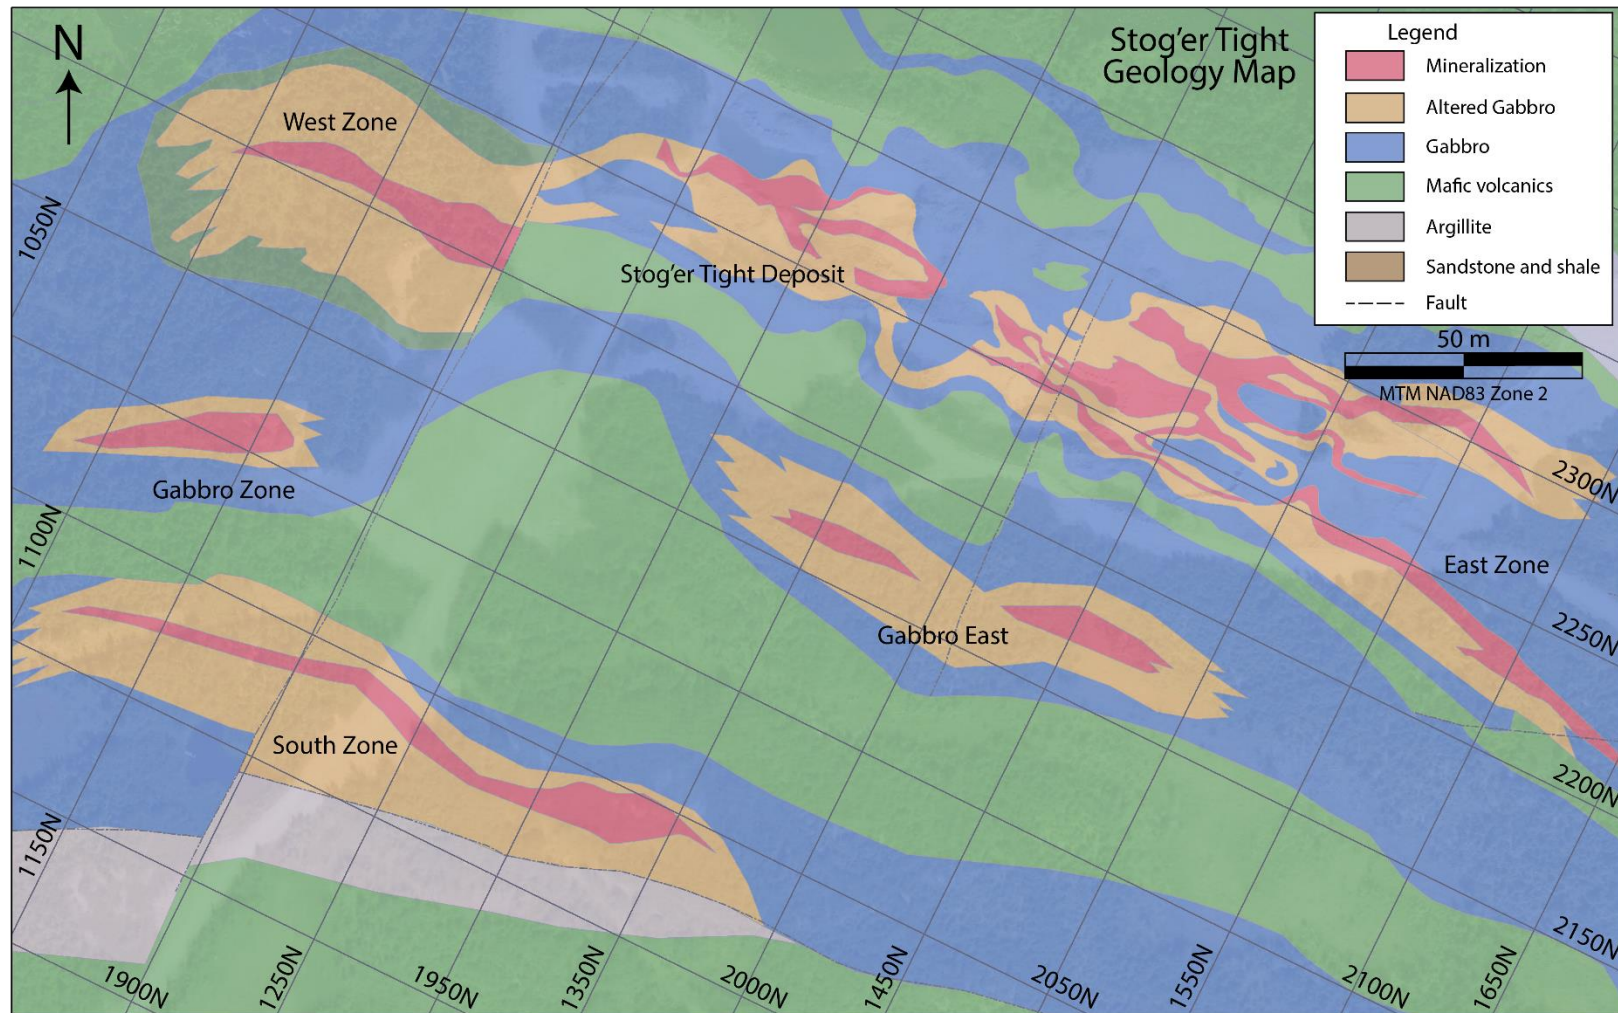 N
Stog'er Tight
Geology Map
Legend
Mineralization
Altered Gabbro
Gabbro
Mafic volcanics
Argillite
Sandstone and shale
Fault
50 m
MTM NAD83 Zone 2
West Zone
Stog'er Tight Deposit
Gabbro Zone
Gabbro East
East Zone
South Zone
1050N
1100N
1150N
1900N
1250N
1950N
1350N
2000N
1450N
2050N
1550N
2100N
1650N
2150N
2200N
2250N
2300N